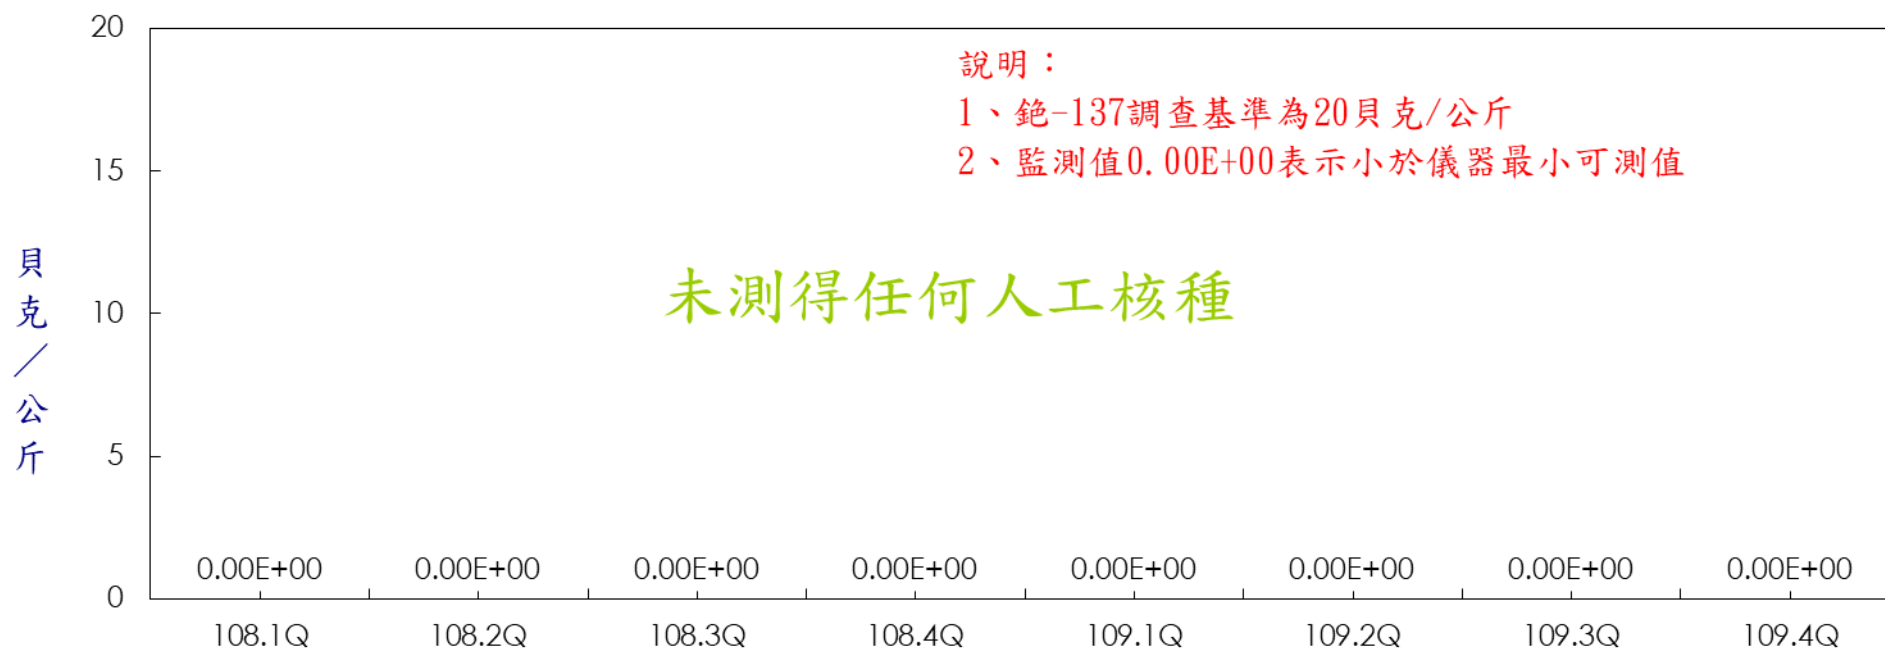 20
說明：
1、銫-137調查基準為20貝克/公斤
2、監測值0.00E+00表示小於儀器最小可測值
15
貝克／公斤
未測得任何人工核種
10
5
0.00E+00 0.00E+00 0.00E+00 0.00E+00 0.00E+00 0.00E+00 0.00E+00 0.00E+00
0
108.1Q 108.2Q 108.3Q 108.4Q 109.1Q 109.2Q 109.3Q 109.4Q